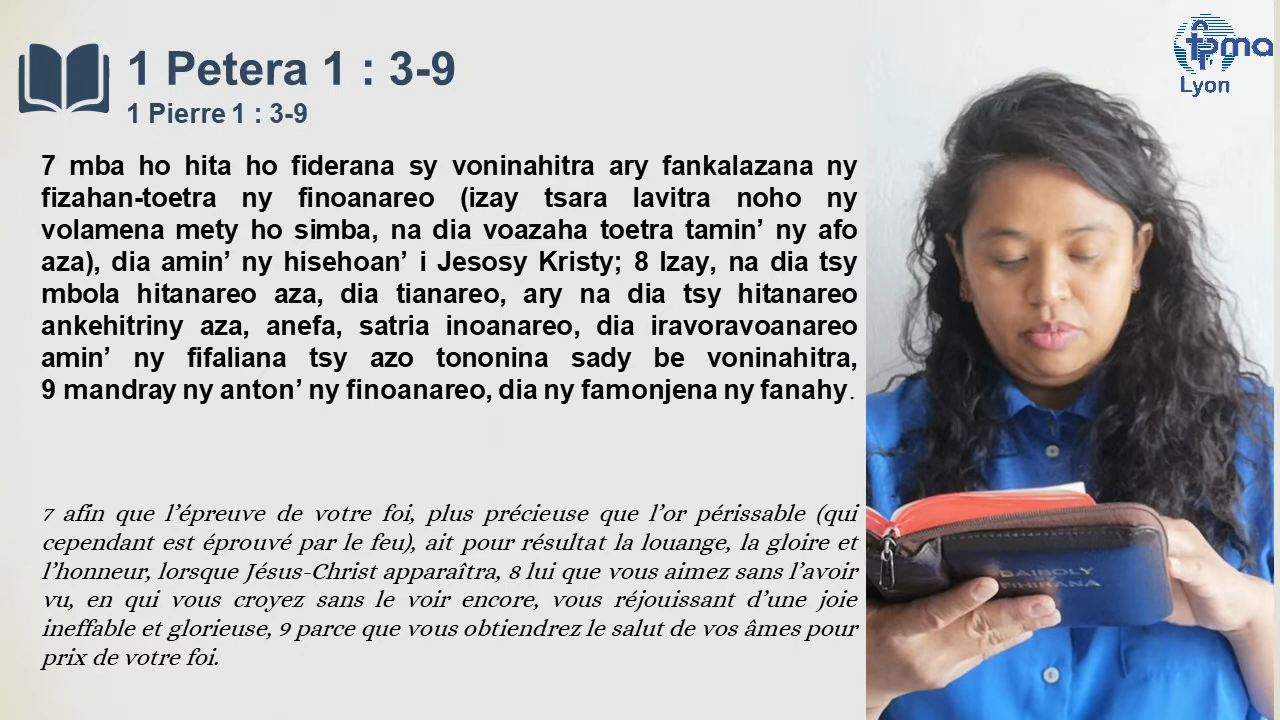 1 Petera 1 : 3-9
1 Pierre 1 : 3-9
7 mba ho hita ho fiderana sy voninahitra ary fankalazana ny
fizahan-toetra ny finoanareo (izay tsara lavitra noho ny
volamena mety ho simba, na dia voazaha toetra tamin’ ny afo
aza), dia amin’ ny hisehoan’ i Jesosy Kristy; 8 Izay, na dia tsy
mbola hitanareo aza, dia tianareo, ary na dia tsy hitanareo
ankehitriny aza, anefa, satria inoanareo, dia iravoravoanareo
amin’ ny fifaliana tsy azo tononina sady be voninahitra,
9 mandray ny anton’ ny finoanareo, dia ny famonjena ny fanahy.
7 afin que l’épreuve de votre foi, plus précieuse que l’or périssable (qui
cependant est éprouvé par le feu), ait pour résultat la louange, la gloire et
l’honneur, lorsque Jésus-Christ apparaîtra, 8 lui que vous aimez sans l’avoir
vu, en qui vous croyez sans le voir encore, vous réjouissant d’une joie
ineffable et glorieuse, 9 parce que vous obtiendrez le salut de vos âmes pour
prix de votre foi.
fpma
Lyon
BAIBOLY
FIHIRANA